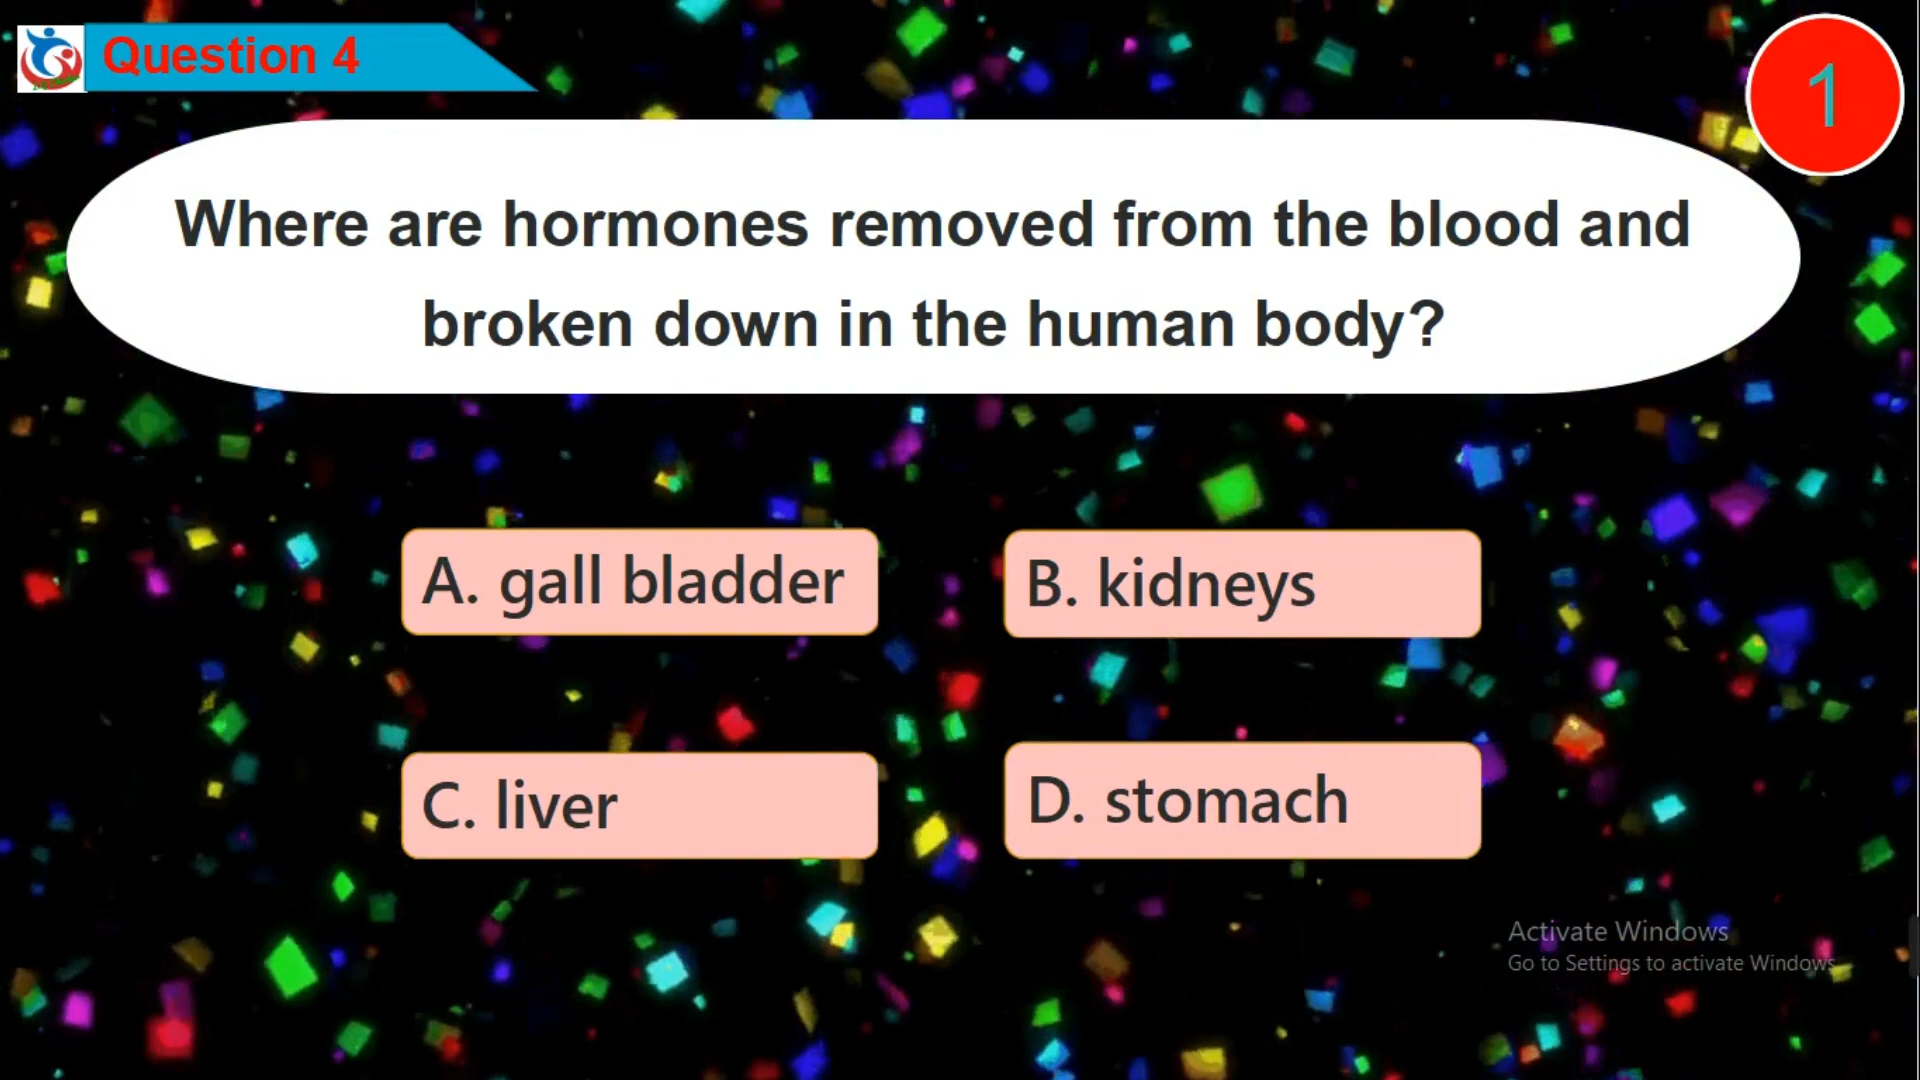 Question 4
1
Where are hormones removed from the blood and
broken down in the human body?
A. gall bladder
B. kidneys
C. liver
D. stomach
Activate Windows
Go to Settings to activate Windows